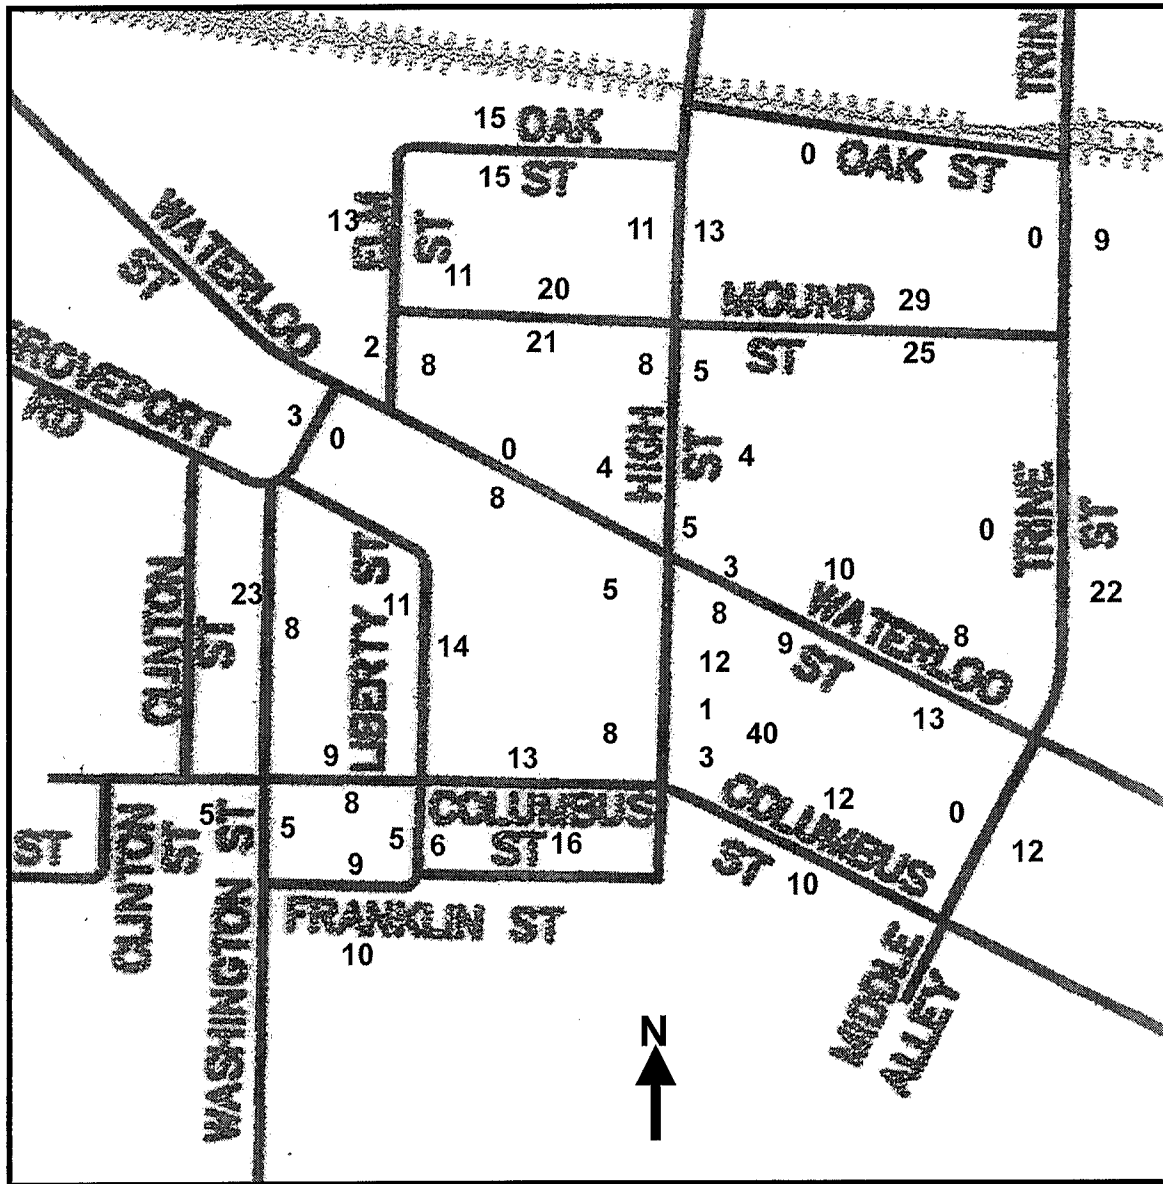 TRIN
15 OAK
15 ST
0 OAK ST
WATERLOO
ST
13 ELM
ST
11
11
13
0
9
20
21
MOUND 29
ST 25
2
8
8
5
GROVEPORT
RD
3
0
0
8
4
HIGH
ST
4
5
0
TRINE
ST
22
CLINTON
ST
23
8
LIBERTY ST
11
14
5
3
10
8
9
WATERLOO
ST
8
13
12
1
40
3
8
9
8
13
COLUMBUS
ST 16
COLUMBUS
ST
12
10
0
12
ST
CLINTON
ST
5
WASHINGTON ST
5
5
6
9
FRANKLIN ST
10
MIDDLE
ALLEY
N